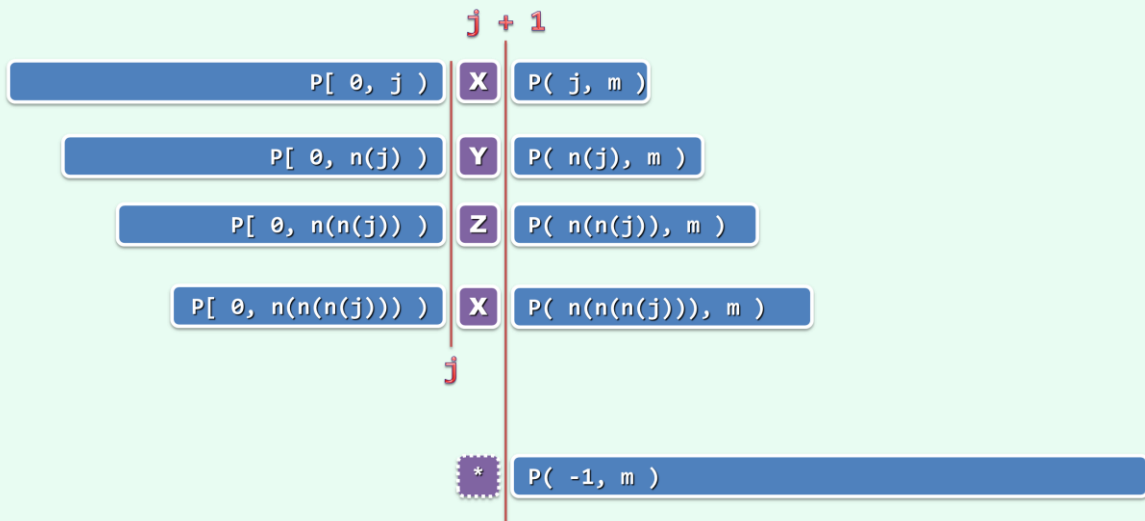 j + 1
P[ 0, j ) X P( j, m )
P[ 0, n(j) ) Y P( n(j), m )
P[ 0, n(n(j)) ) Z P( n(n(j)), m )
P[ 0, n(n(n(j))) ) X P( n(n(n(j))), m )
j
* P( -1, m )